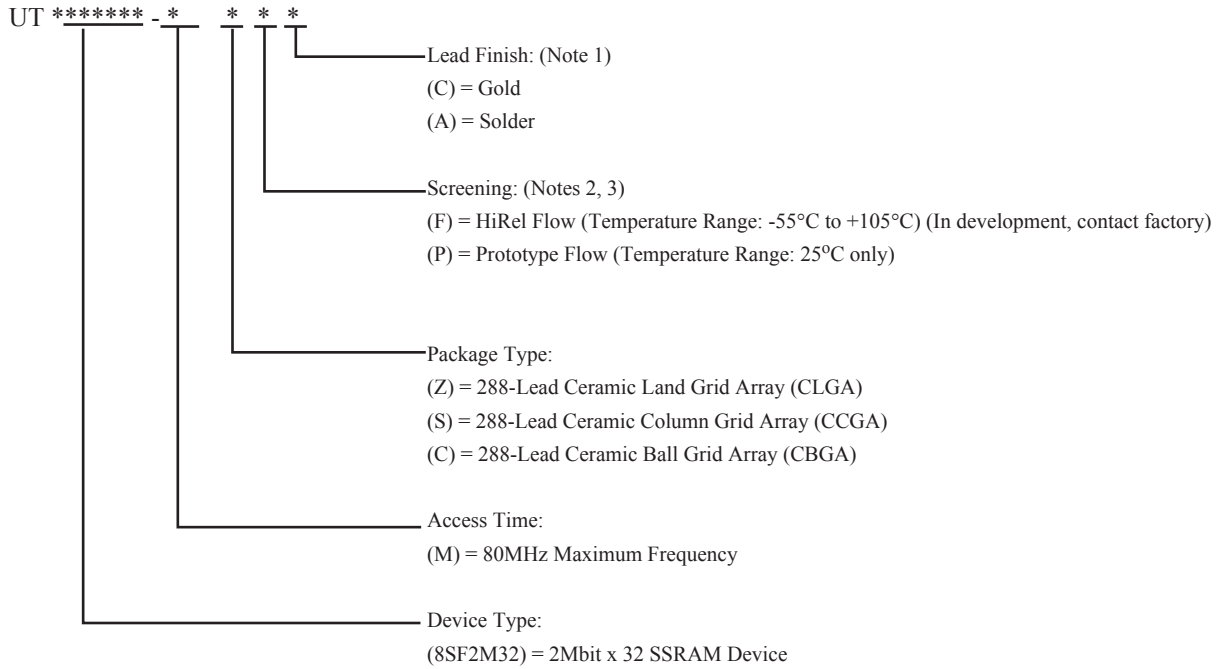 UT ******* - * * * *
Lead Finish: (Note 1)
(C) = Gold
(A) = Solder
Screening: (Notes 2, 3)
(F) = HiRel Flow (Temperature Range: -55°C to +105°C) (In development, contact factory)
(P) = Prototype Flow (Temperature Range: 25°C only)
Package Type:
(Z) = 288-Lead Ceramic Land Grid Array (CLGA)
(S) = 288-Lead Ceramic Column Grid Array (CCGA)
(C) = 288-Lead Ceramic Ball Grid Array (CBGA)
Access Time:
(M) = 80MHz Maximum Frequency
Device Type:
(8SF2M32) = 2Mbit x 32 SSRAM Device